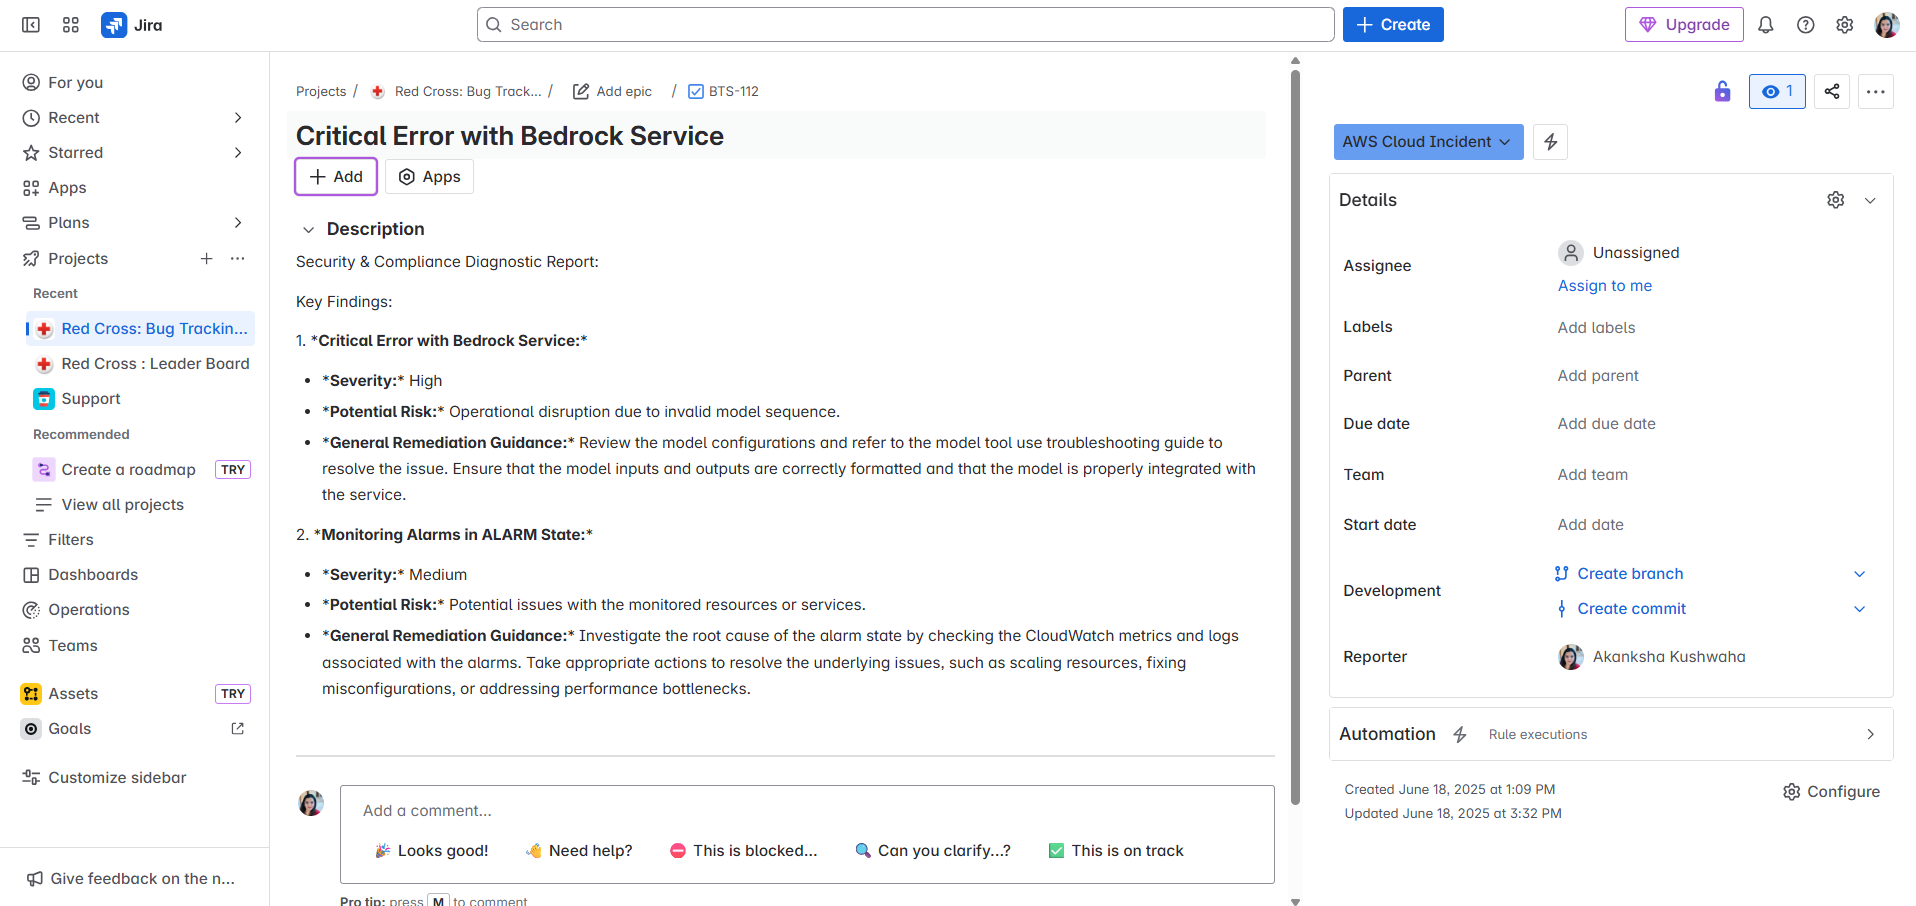 Jira
Search
Create
Upgrade
For you
Recent
Starred
Apps
Plans
Projects
Recent
Red Cross: Bug Trackin...
Red Cross : Leader Board
Support
Recommended
Create a roadmap TRY
View all projects
Filters
Dashboards
Operations
Teams
Assets TRY
Goals
Customize sidebar
Give feedback on the n...
Projects / Red Cross: Bug Track... / Add epic / BTS-112
Critical Error with Bedrock Service
Add Apps
Description
Security & Compliance Diagnostic Report:
Key Findings:
1. *Critical Error with Bedrock Service:*
• *Severity:* High
• *Potential Risk:* Operational disruption due to invalid model sequence.
• *General Remediation Guidance:* Review the model configurations and refer to the model tool use troubleshooting guide to
resolve the issue. Ensure that the model inputs and outputs are correctly formatted and that the model is properly integrated with
the service.
2. *Monitoring Alarms in ALARM State:*
• *Severity:* Medium
• *Potential Risk:* Potential issues with the monitored resources or services.
• *General Remediation Guidance:* Investigate the root cause of the alarm state by checking the CloudWatch metrics and logs
associated with the alarms. Take appropriate actions to resolve the underlying issues, such as scaling resources, fixing
misconfigurations, or addressing performance bottlenecks.
Add a comment...
🎉 Looks good! 👋 Need help? ⛔ This is blocked... 🔍 Can you clarify...? ✅ This is on track
Pro tip: press M to comment
1
AWS Cloud Incident
Details
Assignee Unassigned
Assign to me
Labels Add labels
Parent Add parent
Due date Add due date
Team Add team
Start date Add date
Development Create branch
Create commit
Reporter Akanksha Kushwaha
Automation Rule executions
Created June 18, 2025 at 1:09 PM
Updated June 18, 2025 at 3:32 PM
Configure